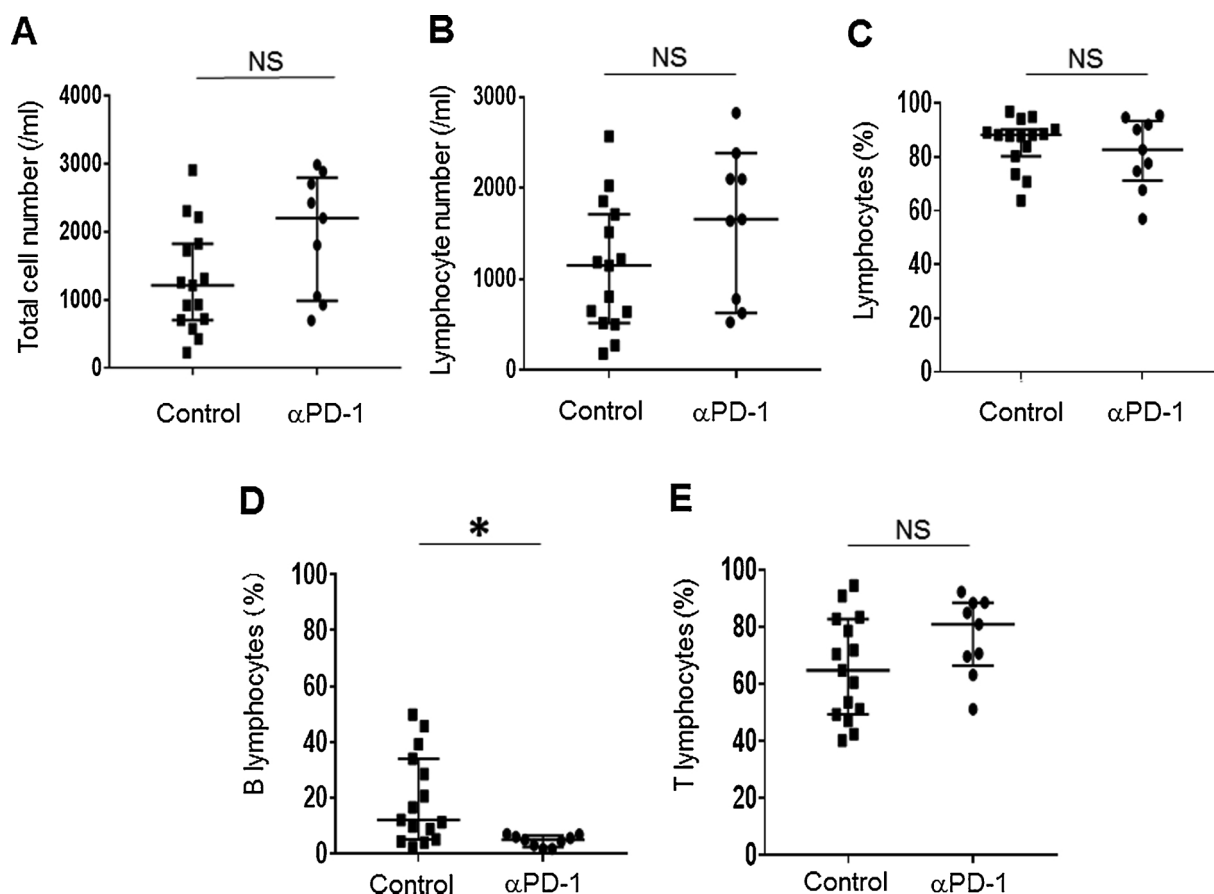 A
NS
Total cell number (/ml)
4000
3000
2000
1000
0
Control
αPD-1
B
NS
Lymphocyte number (/ml)
3000
2000
1000
0
Control
αPD-1
C
NS
Lymphocytes (%)
100
80
60
40
20
0
Control
αPD-1
D
*
B lymphocytes (%)
100
80
60
40
20
0
Control
αPD-1
E
NS
T lymphocytes (%)
100
80
60
40
20
0
Control
αPD-1